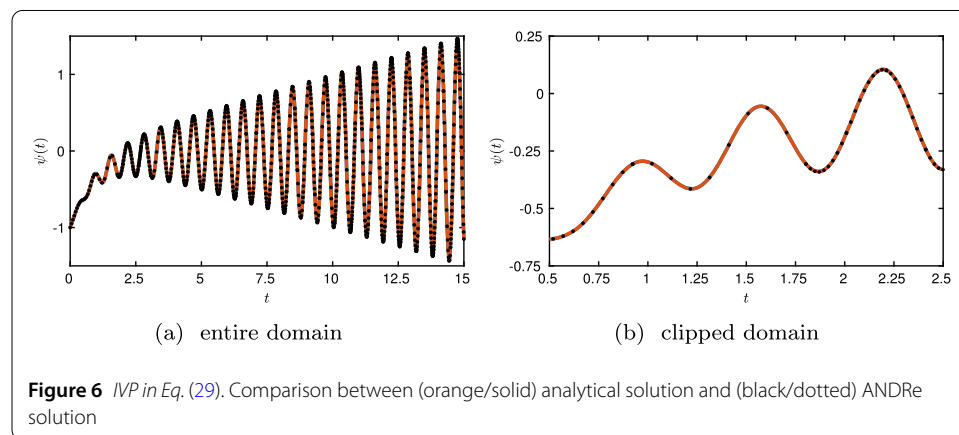 1
0
-1
ψ(t)
0 2.5 5 7.5 10 12.5 15
t
(a) entire domain
0.25
0
-0.25
-0.5
-0.75
ψ(t)
0.5 0.75 1 1.25 1.5 1.75 2 2.25 2.5
t
(b) clipped domain
Figure 6 IVP in Eq. (29). Comparison between (orange/solid) analytical solution and (black/dotted) ANDRe
solution